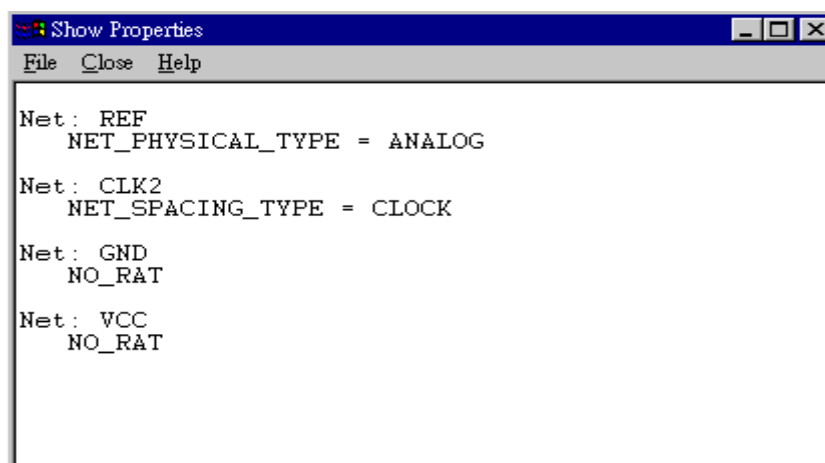 Show Properties
File Close Help
Net: REF
NET_PHYSICAL_TYPE = ANALOG
Net: CLK2
NET_SPACING_TYPE = CLOCK
Net: GND
NO_RAT
Net: VCC
NO_RAT